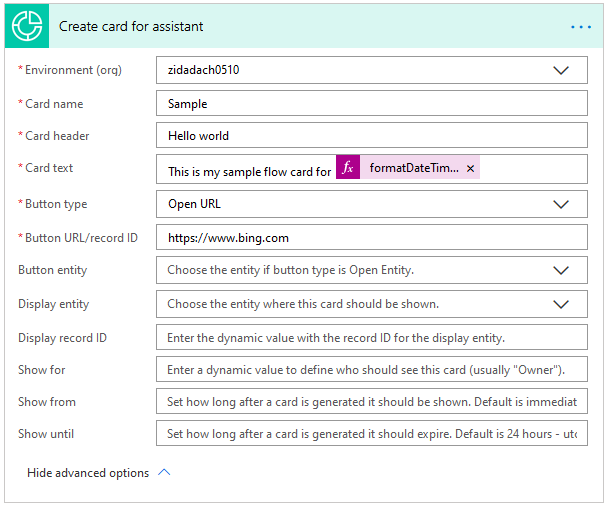 Create card for assistant
* Environment (org) zidadach0510
* Card name Sample
* Card header Hello world
* Card text This is my sample flow card for fx formatDateTim... ×
* Button type Open URL
* Button URL/record ID https://www.bing.com
Button entity Choose the entity if button type is Open Entity.
Display entity Choose the entity where this card should be shown.
Display record ID Enter the dynamic value with the record ID for the display entity.
Show for Enter a dynamic value to define who should see this card (usually "Owner").
Show from Set how long after a card is generated it should be shown. Default is immediat
Show until Set how long after a card is generated it should expire. Default is 24 hours - utc
Hide advanced options